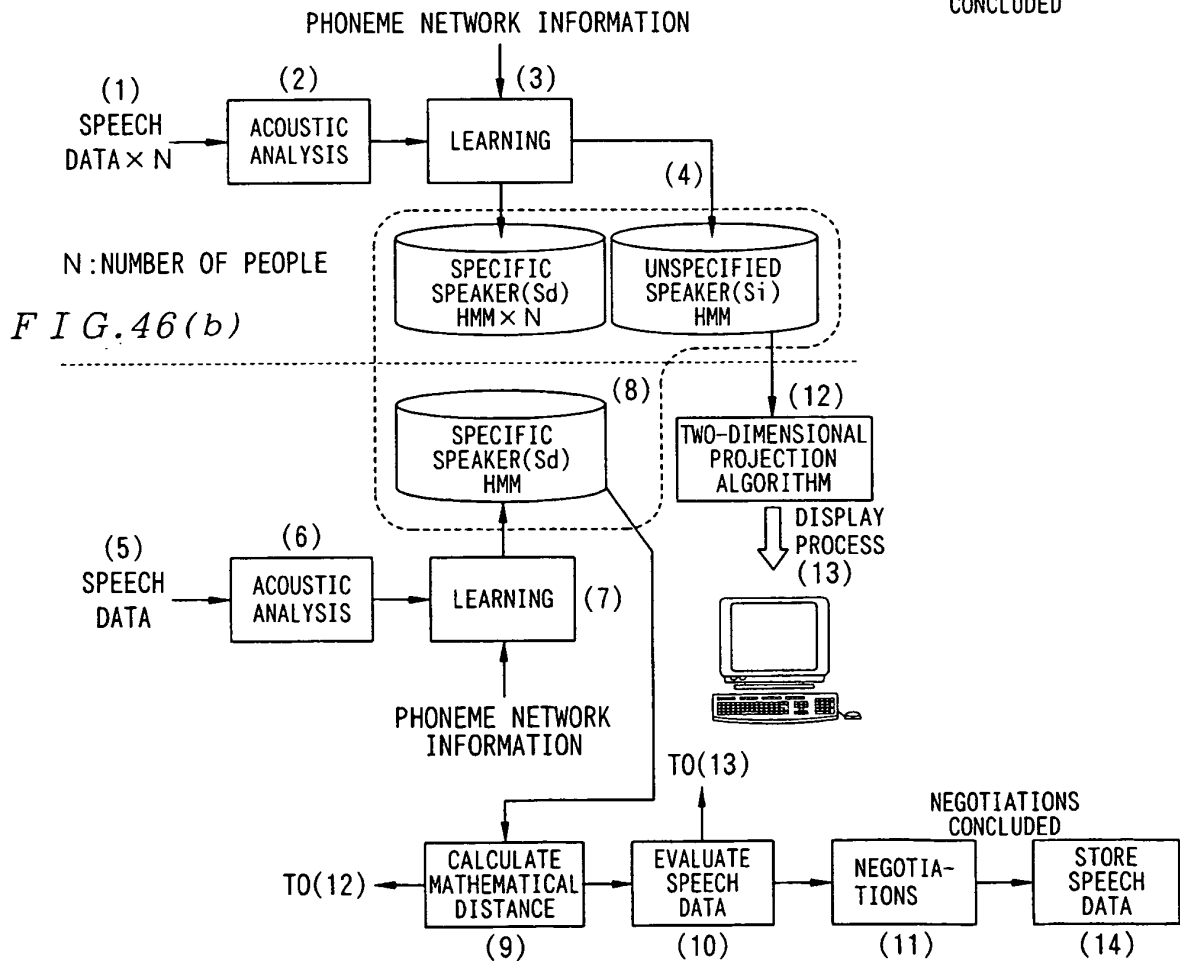 CONCLUDED
PHONEME NETWORK INFORMATION
(1)
SPEECH
DATA×N
(2)
ACOUSTIC
ANALYSIS
(3)
LEARNING
(4)
N:NUMBER OF PEOPLE
SPECIFIC
SPEAKER(Sd)
HMM×N
UNSPECIFIED
SPEAKER(Si)
HMM
FIG.46(b)
(8)
SPECIFIC
SPEAKER(Sd)
HMM
(12)
TWO-DIMENSIONAL
PROJECTION
ALGORITHM
DISPLAY
PROCESS
(13)
(5)
SPEECH
DATA
(6)
ACOUSTIC
ANALYSIS
LEARNING
(7)
PHONEME NETWORK
INFORMATION
TO(13)
NEGOTIATIONS
CONCLUDED
TO(12)
CALCULATE
MATHEMATICAL
DISTANCE
(9)
EVALUATE
SPEECH
DATA
(10)
NEGOTIA-
TIONS
(11)
STORE
SPEECH
DATA
(14)